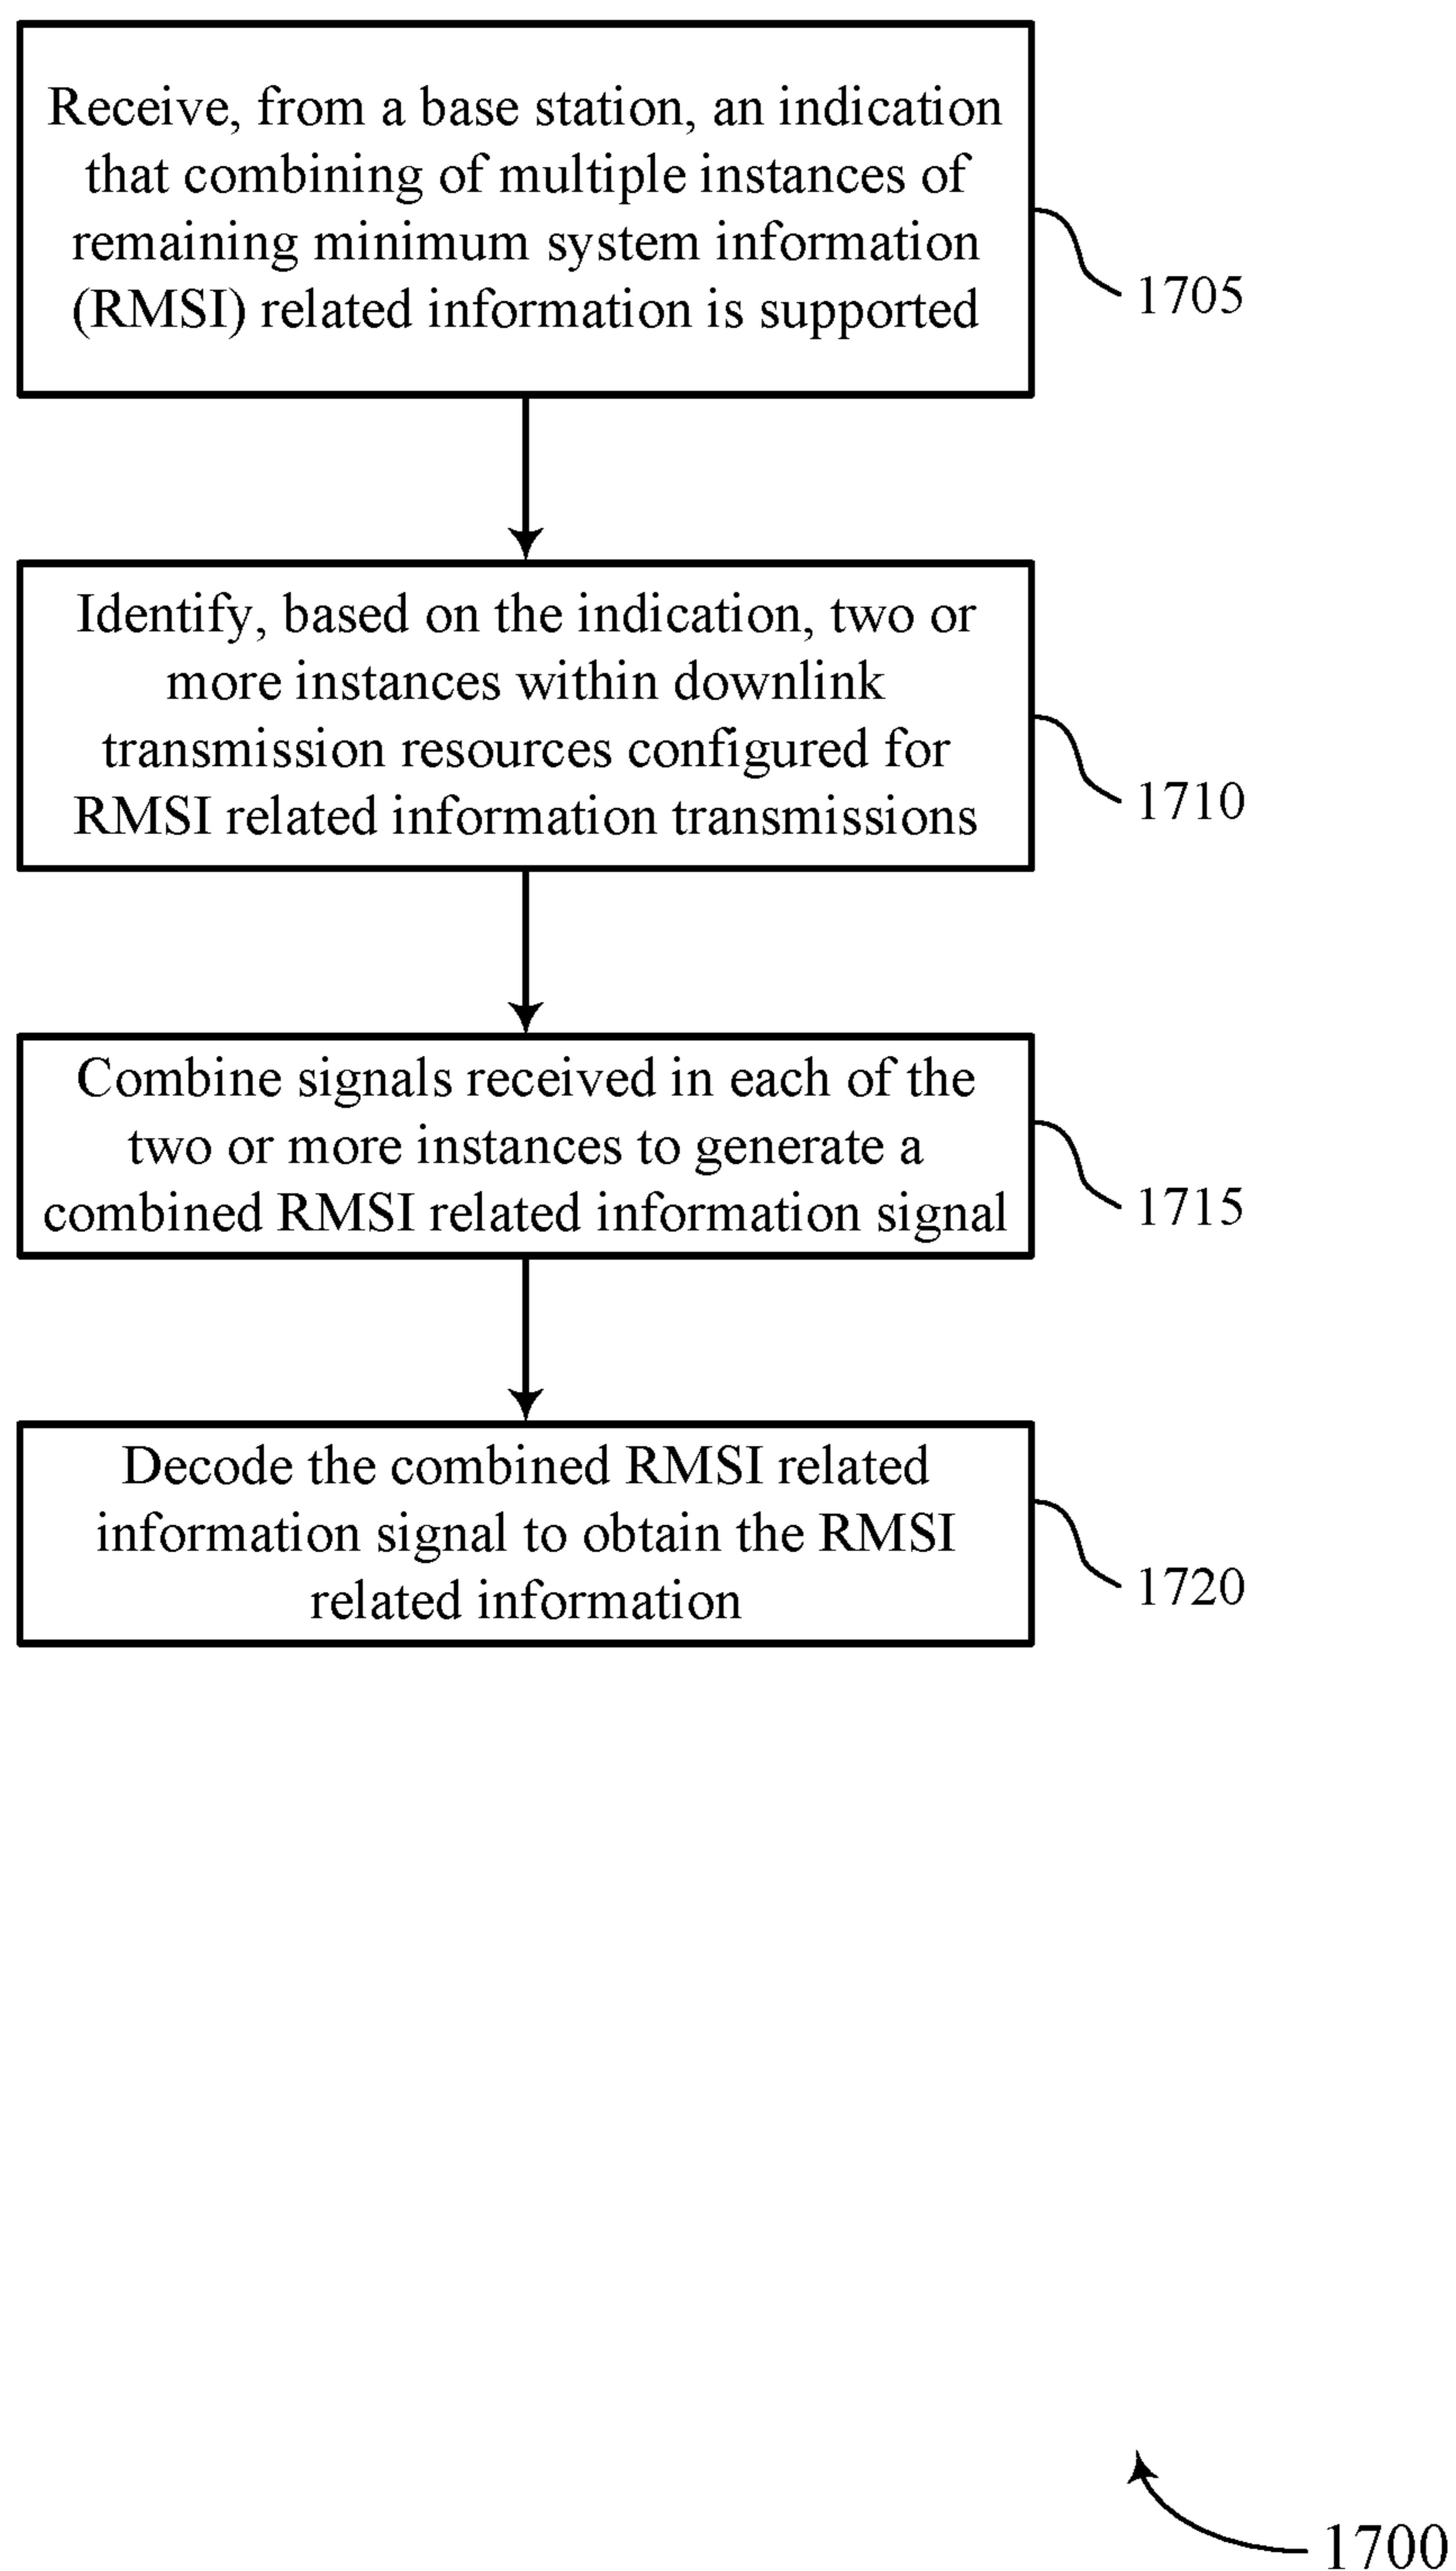 Receive, from a base station, an indication
that combining of multiple instances of
remaining minimum system information
(RMSI) related information is supported
1705
Identify, based on the indication, two or
more instances within downlink
transmission resources configured for
RMSI related information transmissions
1710
Combine signals received in each of the
two or more instances to generate a
combined RMSI related information signal
1715
Decode the combined RMSI related
information signal to obtain the RMSI
related information
1720
1700